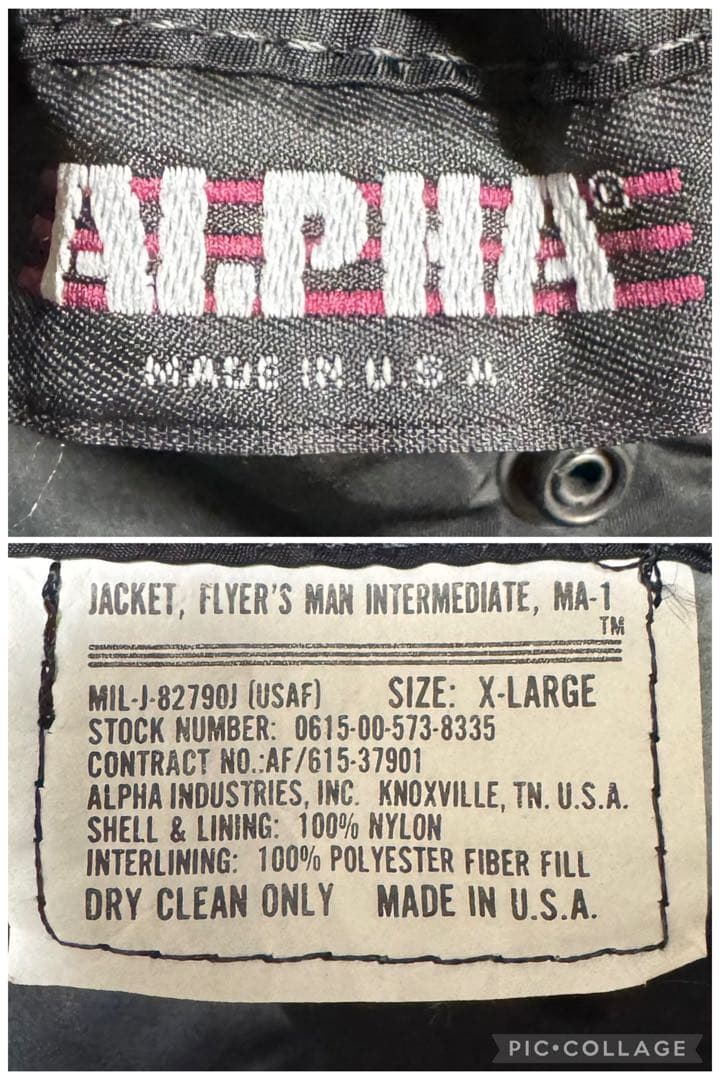 ALPHA
MADE IN U.S.A
JACKET, FLYER'S MAN INTERMEDIATE, MA-1
TM
MIL-J-82790J (USAF) SIZE: X-LARGE
STOCK NUMBER: 0615-00-573-8335
CONTRACT NO.:AF/615-37901
ALPHA INDUSTRIES, INC. KNOXVILLE, TN. U.S.A.
SHELL & LINING: 100% NYLON
INTERLINING: 100% POLYESTER FIBER FILL
DRY CLEAN ONLY MADE IN U.S.A.
PIC•COLLAGE